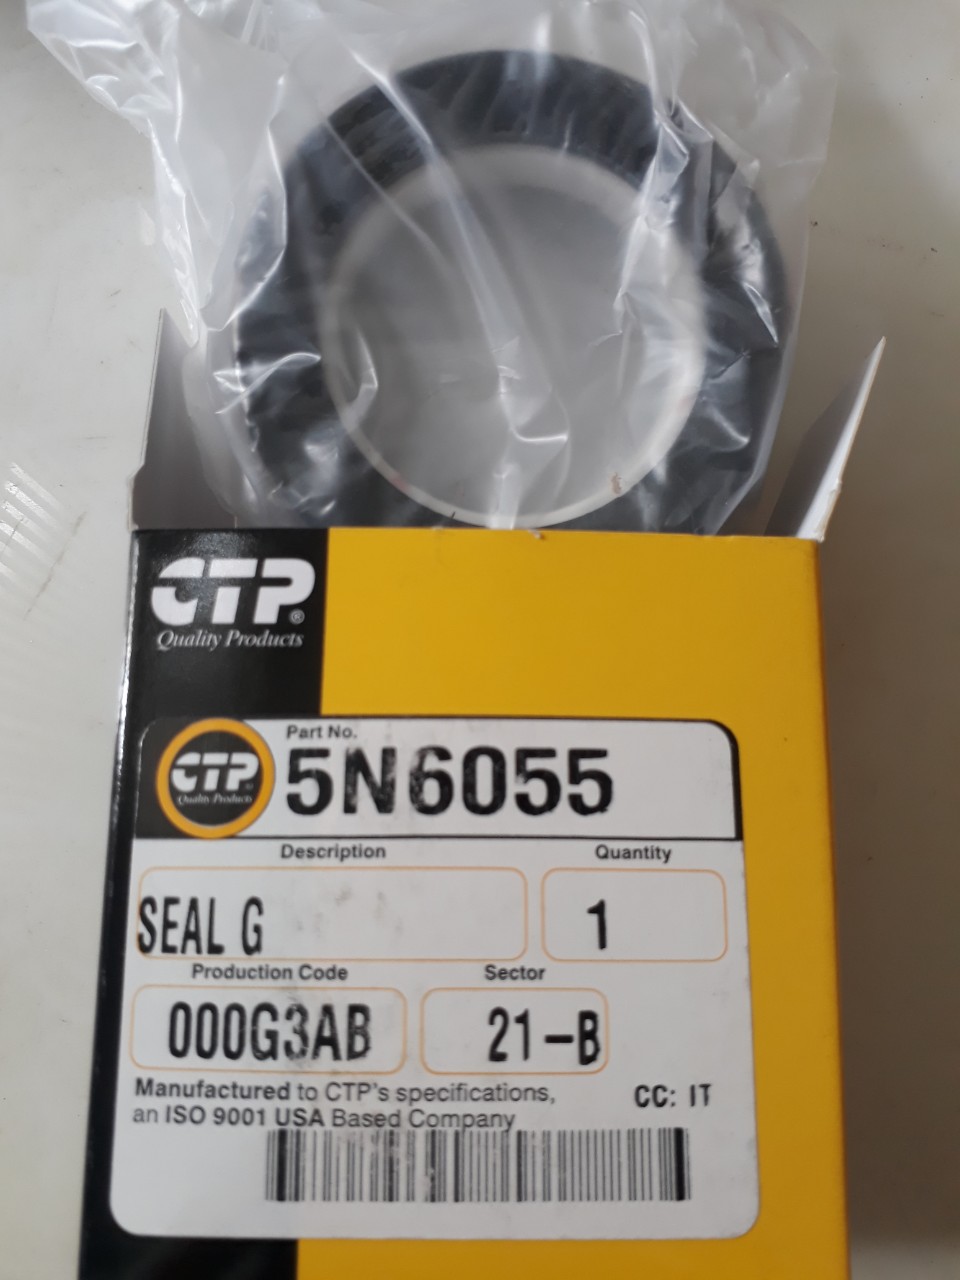 CTP®
Quality Products
Part No.
CTP
Quality Products
5N6055
Description
Quantity
SEAL G
1
Production Code
Sector
000G3AB
21-B
Manufactured to CTP's specifications,
an ISO 9001 USA Based Company
CC: IT